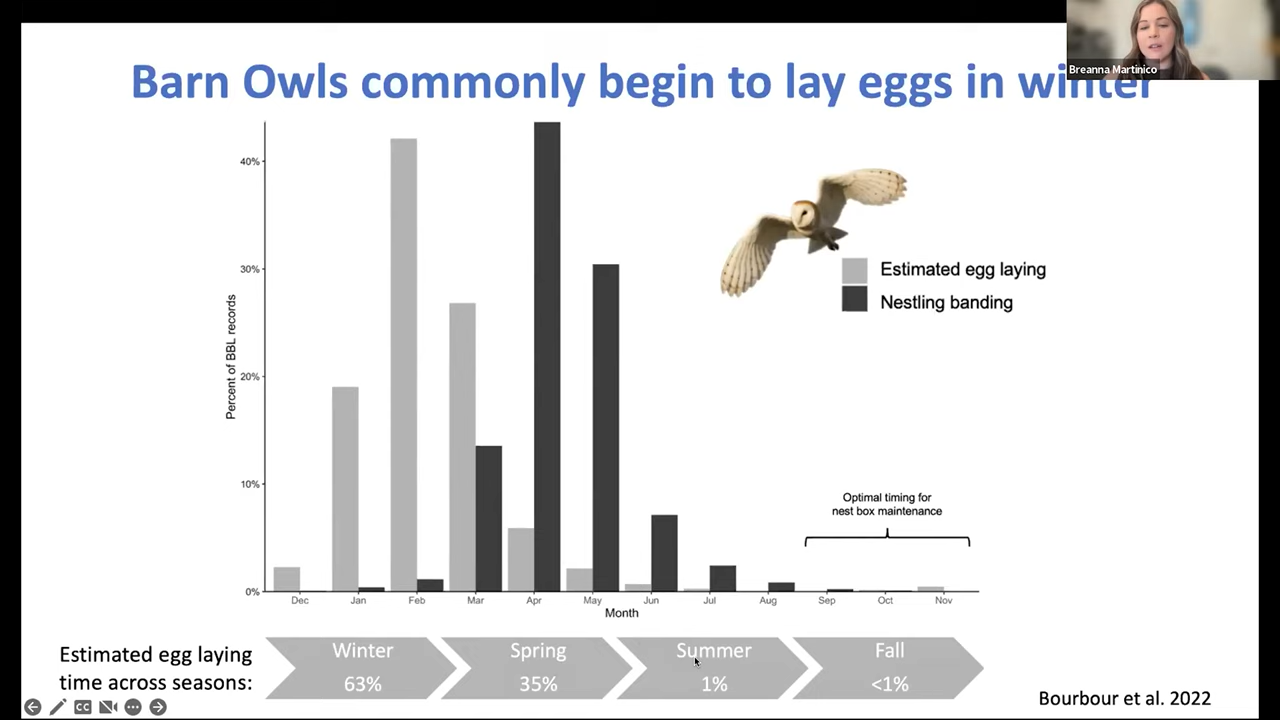 Breanna Martinico
Barn Owls commonly begin to lay eggs in winter
40%
30%
20%
10%
0%
Percent of BBL records
Estimated egg laying
Nestling banding
Optimal timing for
nest box maintenance
Dec Jan Feb Mar Apr May Jun Jul Aug Sep Oct Nov
Month
Estimated egg laying
time across seasons:
Winter Spring Summer Fall
63% 35% 1% <1%
CC
Bourbour et al. 2022